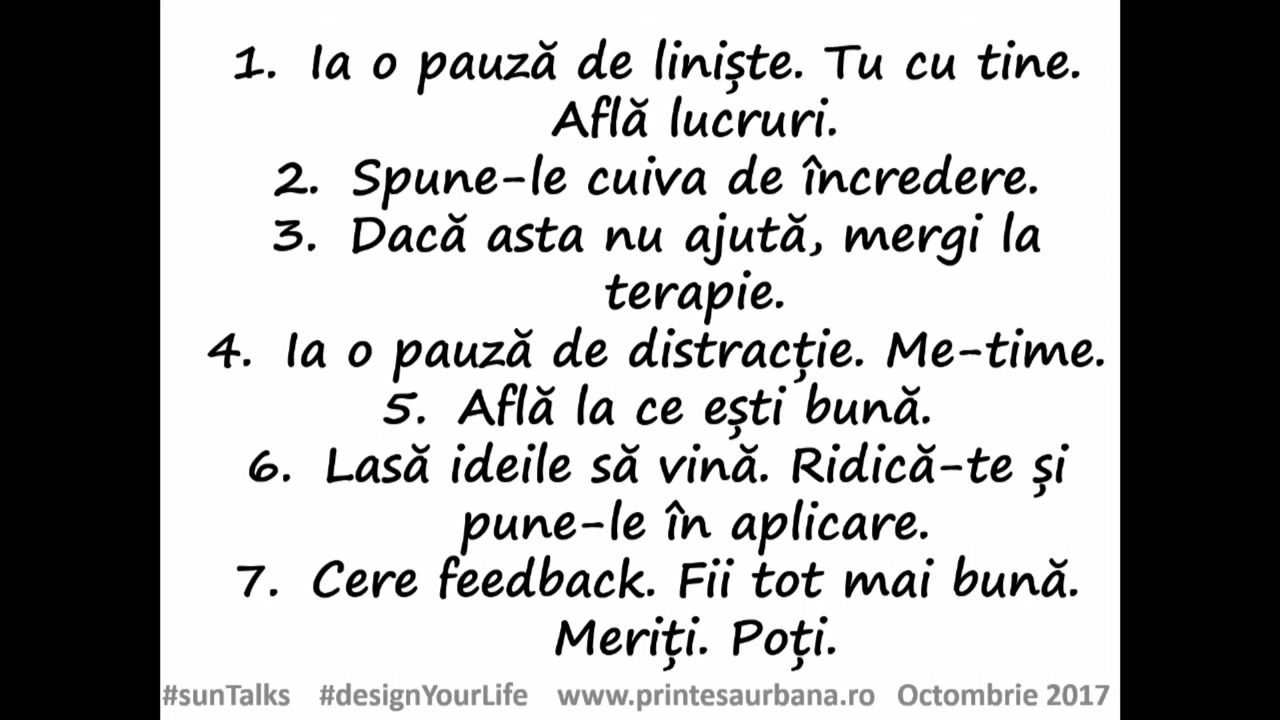 1. Ia o pauză de liniște. Tu cu tine.
Află lucruri.
2. Spune-le cuiva de încredere.
3. Dacă asta nu ajută, mergi la
terapie.
4. Ia o pauză de distracție. Me-time.
5. Află la ce ești bună.
6. Lasă ideile să vină. Ridică-te și
pune-le în aplicare.
7. Cere feedback. Fii tot mai bună.
Meriți. Poți.
#sunTalks #designYourLife www.printesaurbana.ro Octombrie 2017